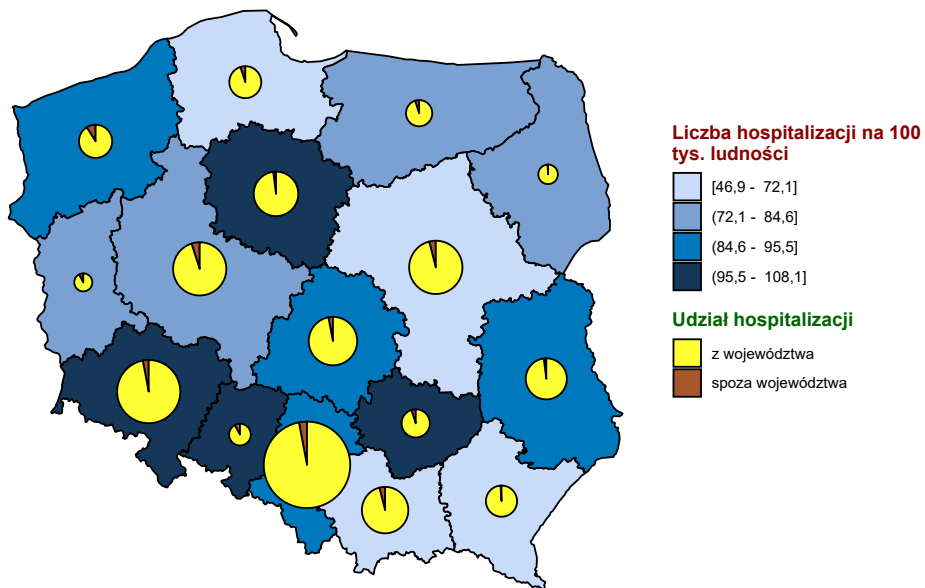 Liczba hospitalizacji na 100
tys. ludności
[46,9 - 72,1]
(72,1 - 84,6]
(84,6 - 95,5]
(95,5 - 108,1]
Udział hospitalizacji
z województwa
spoza województwa